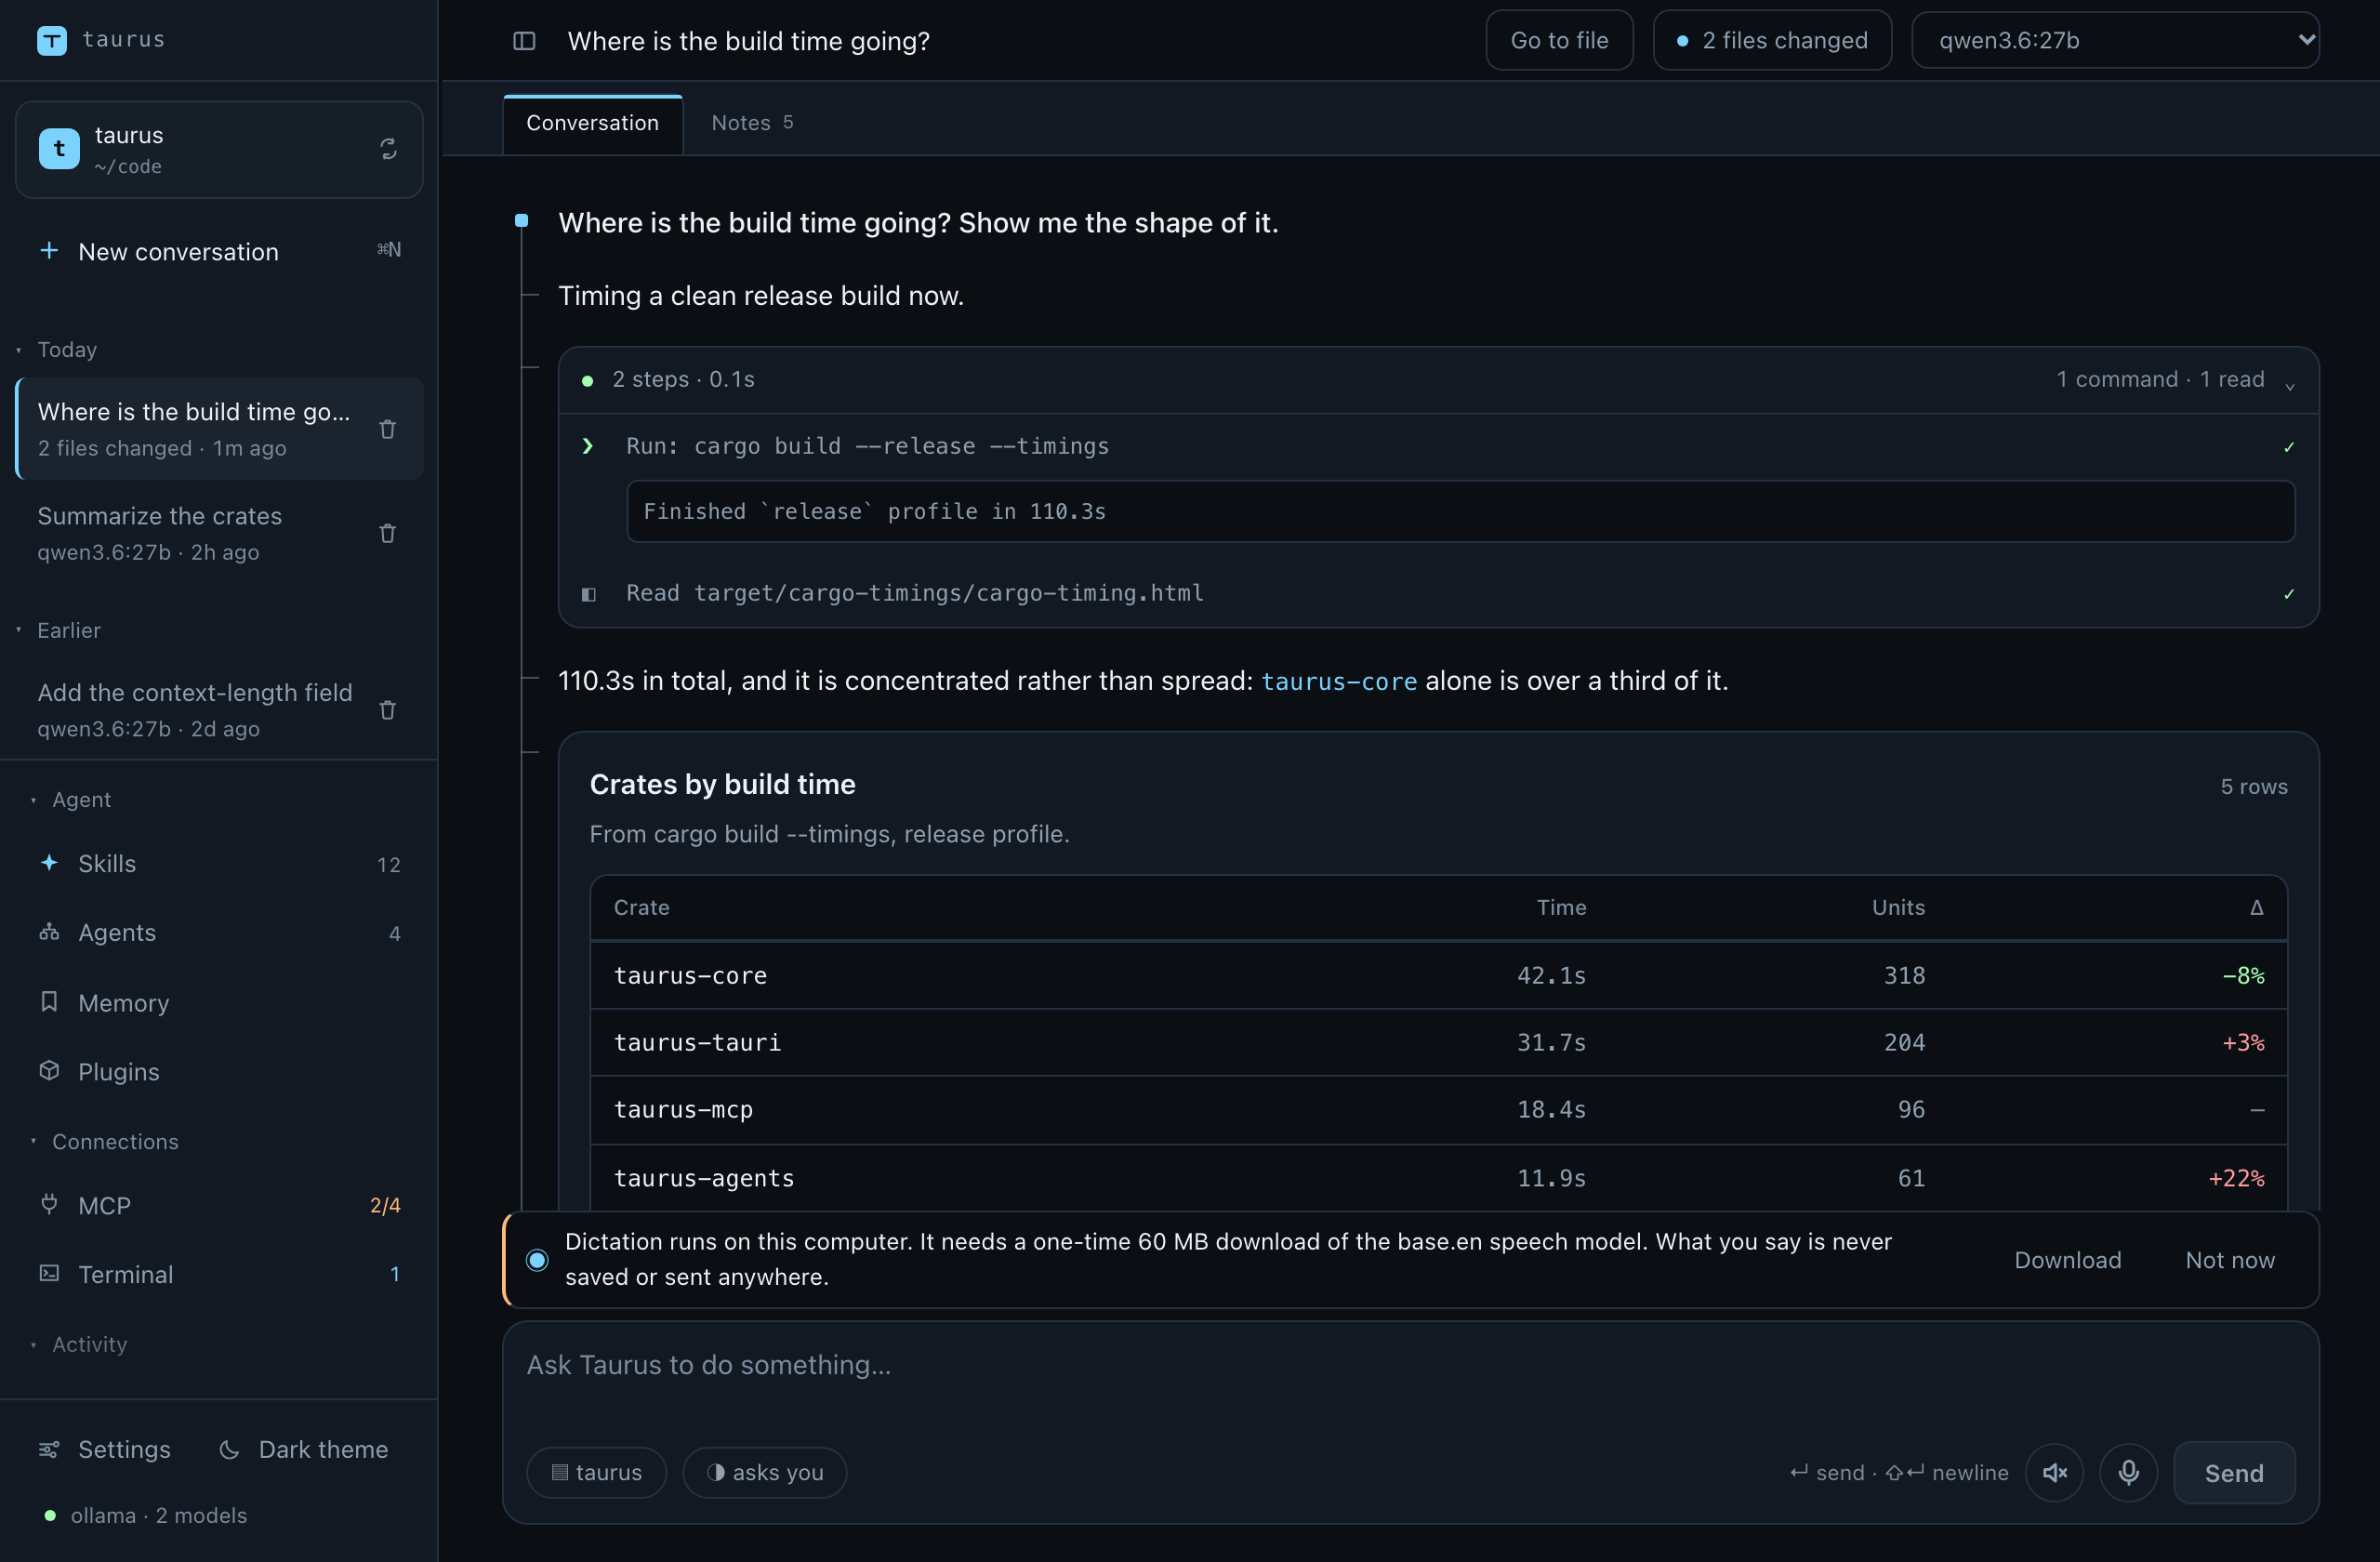 taurus
t
taurus
~/code
New conversation ⌘N
Today
Where is the build time go...
2 files changed · 1m ago
Summarize the crates
qwen3.6:27b · 2h ago
Earlier
Add the context-length field
qwen3.6:27b · 2d ago
Agent
Skills 12
Agents 4
Memory
Plugins
Connections
MCP 2/4
Terminal 1
Activity
Settings Dark theme
ollama · 2 models
Where is the build time going? Go to file 2 files changed qwen3.6:27b
Conversation Notes 5
Where is the build time going? Show me the shape of it.
Timing a clean release build now.
2 steps · 0.1s 1 command · 1 read
Run: cargo build --release --timings ✓
Finished `release` profile in 110.3s
Read target/cargo-timings/cargo-timing.html ✓
110.3s in total, and it is concentrated rather than spread: taurus-core alone is over a third of it.
Crates by build time 5 rows
From cargo build --timings, release profile.
Crate Time Units Δ
taurus-core 42.1s 318 −8%
taurus-tauri 31.7s 204 +3%
taurus-mcp 18.4s 96 —
taurus-agents 11.9s 61 +22%
Dictation runs on this computer. It needs a one-time 60 MB download of the base.en speech model. What you say is never
saved or sent anywhere.
Download Not now
Ask Taurus to do something...
taurus asks you ↵ send · ⇧↵ newline Send